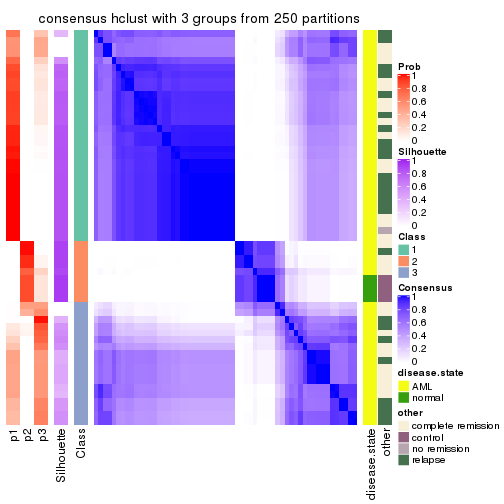 consensus hclust with 3 groups from 250 partitions
Prob
1
0.8
0.6
0.4
0.2
0
Silhouette
1
0.8
0.6
0.4
0.2
0
Class
1
2
3
Consensus
1
0.8
0.6
0.4
0.2
0
disease.state
AML
normal
other
complete remission
control
no remission
relapse
p1
p2
p3
Silhouette
Class
disease.state
other